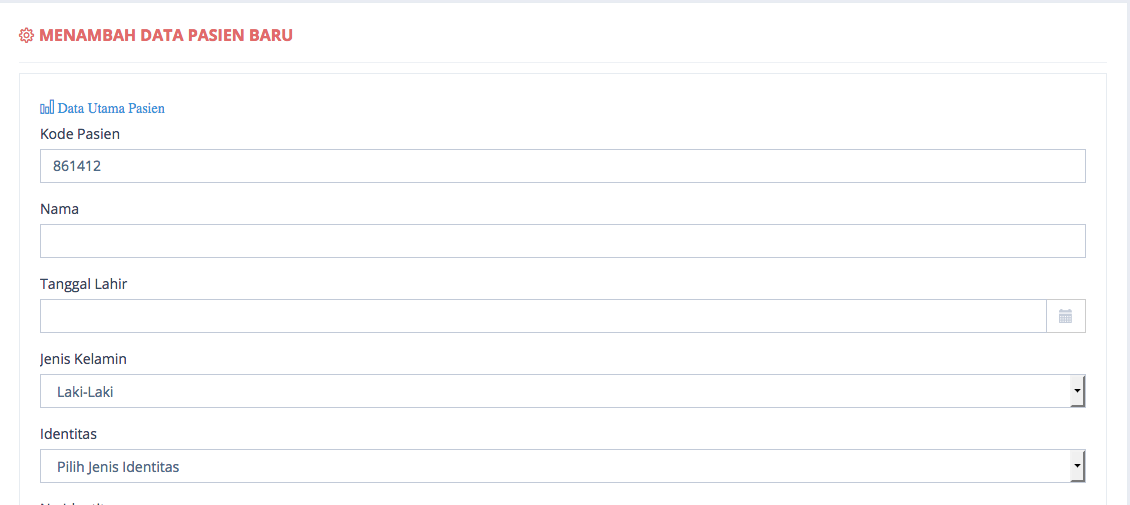 MENAMBAH DATA PASIEN BARU
Data Utama Pasien
Kode Pasien
861412
Nama
Tanggal Lahir
Jenis Kelamin
Laki-Laki
Identitas
Pilih Jenis Identitas